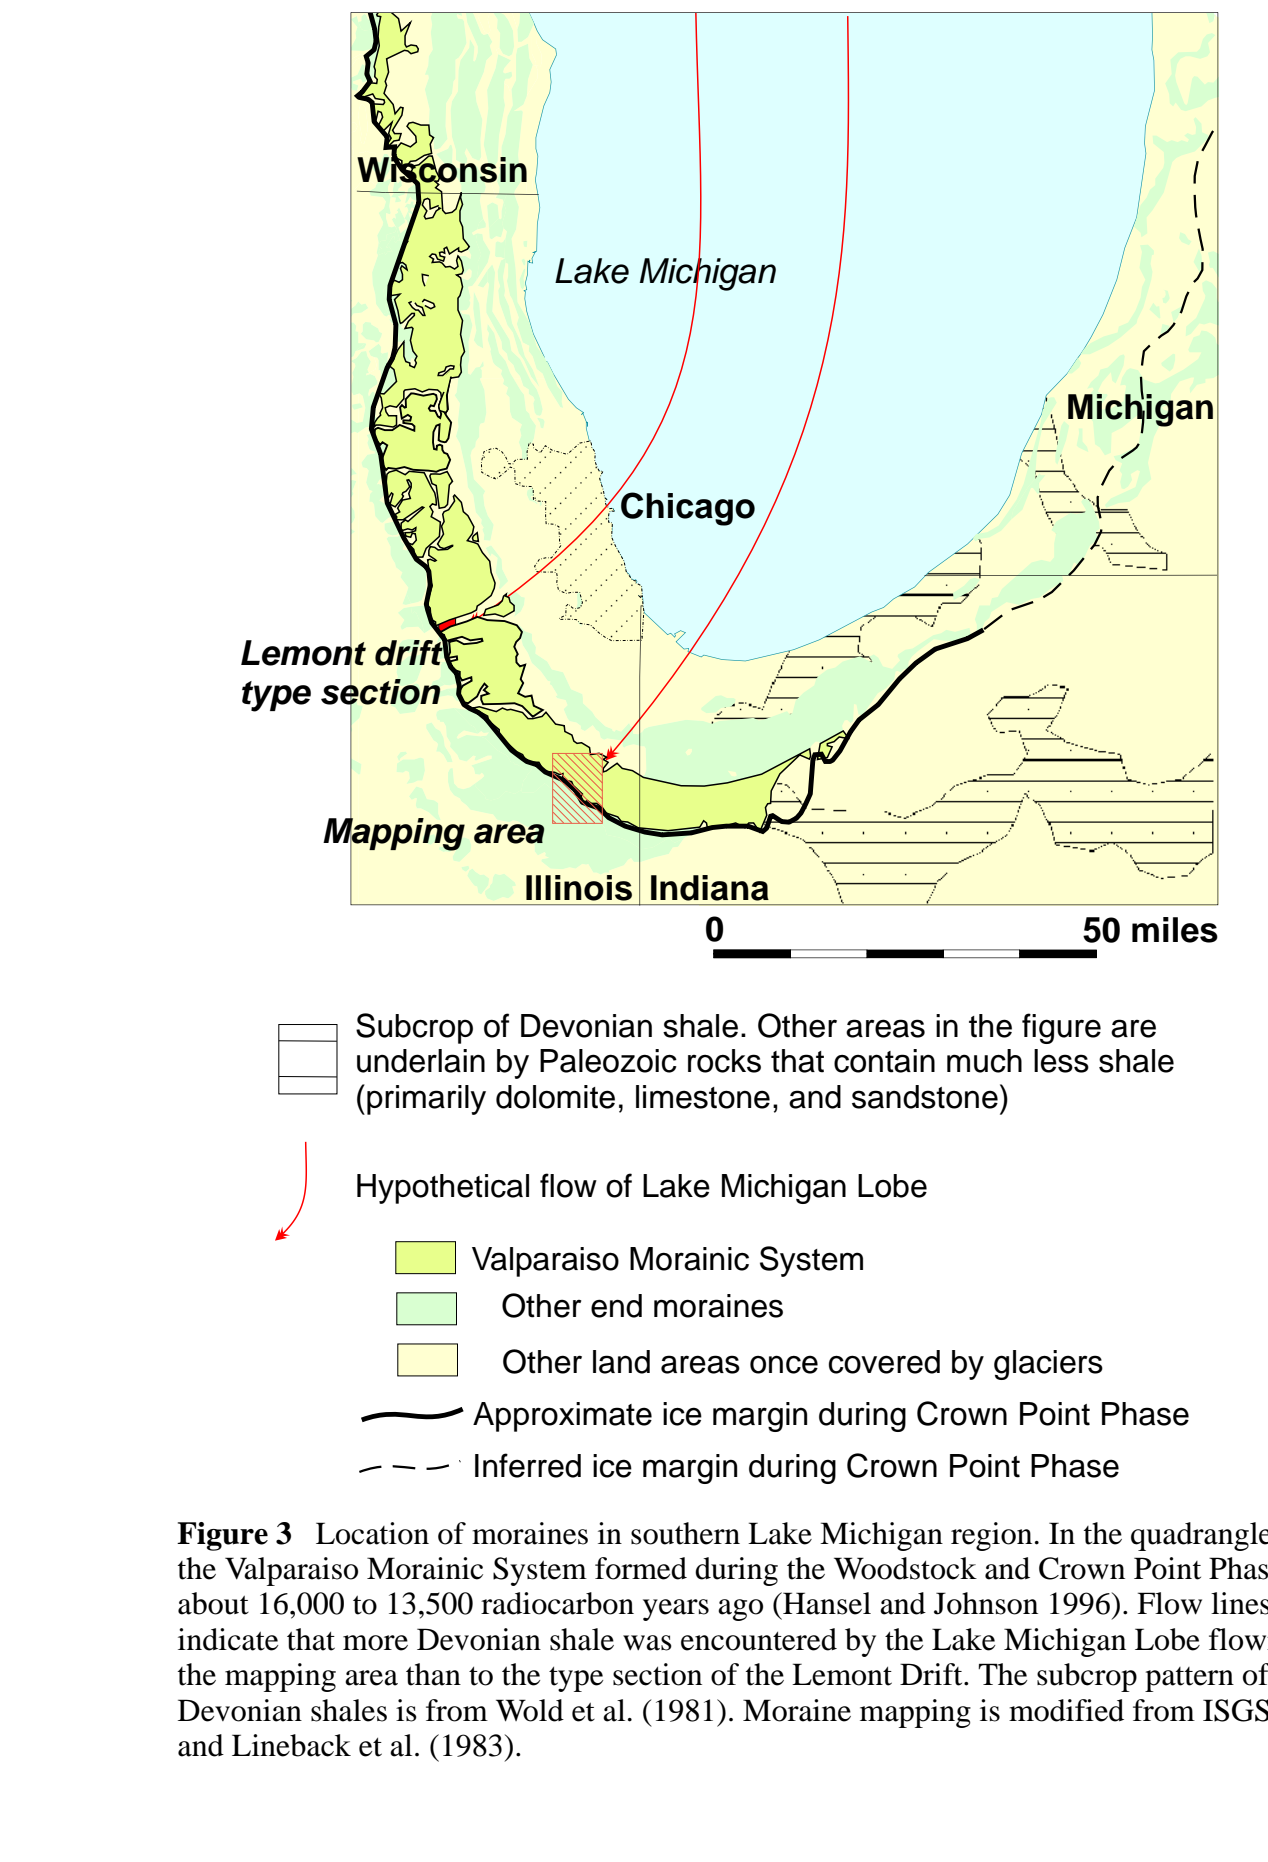 Wisconsin
Lake Michigan
Michigan
Chicago
Lemont drift
type section
Mapping area
Illinois Indiana
0 50 miles
Subcrop of Devonian shale. Other areas in the figure are
underlain by Paleozoic rocks that contain much less shale
(primarily dolomite, limestone, and sandstone)
Hypothetical flow of Lake Michigan Lobe
Valparaiso Morainic System
Other end moraines
Other land areas once covered by glaciers
Approximate ice margin during Crown Point Phase
Inferred ice margin during Crown Point Phase
Figure 3 Location of moraines in southern Lake Michigan region. In the quadrangle
the Valparaiso Morainic System formed during the Woodstock and Crown Point Phas
about 16,000 to 13,500 radiocarbon years ago (Hansel and Johnson 1996). Flow lines
indicate that more Devonian shale was encountered by the Lake Michigan Lobe flow
the mapping area than to the type section of the Lemont Drift. The subcrop pattern of
Devonian shales is from Wold et al. (1981). Moraine mapping is modified from ISGS
and Lineback et al. (1983).